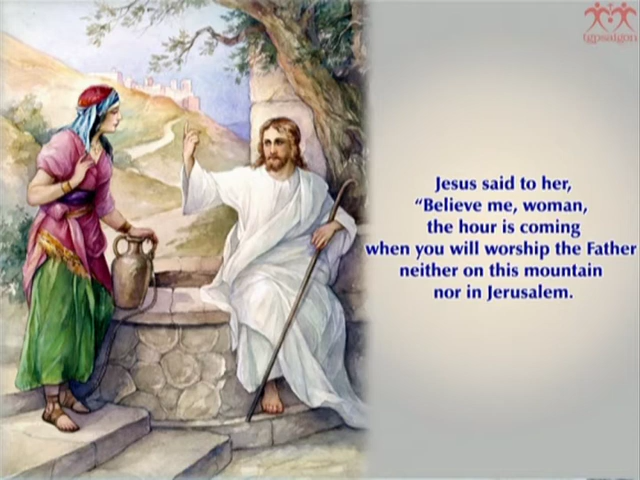 tgpsaigon
Jesus said to her,
“Believe me, woman,
the hour is coming
when you will worship the Father
neither on this mountain
nor in Jerusalem.